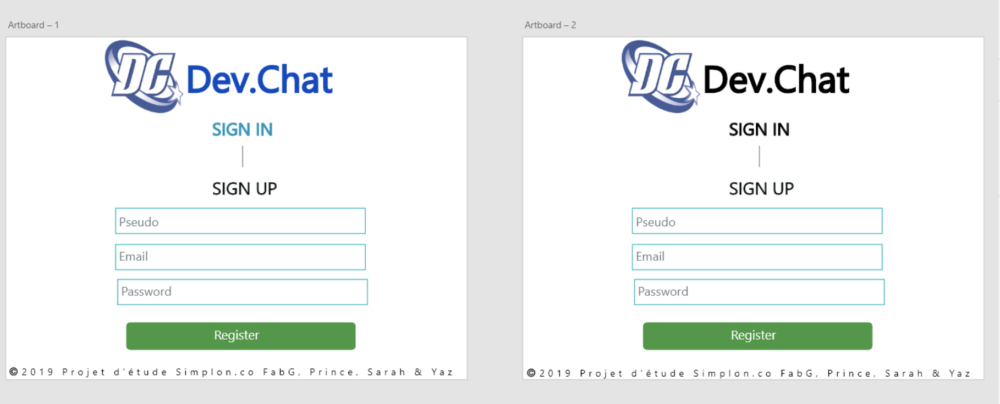 Artboard – 1
DC Dev.Chat
SIGN IN
SIGN UP
Pseudo
Email
Password
Register
©2019 Projet d'étude Simplon.co FabG, Prince, Sarah & Yaz
Artboard – 2
DC Dev.Chat
SIGN IN
SIGN UP
Pseudo
Email
Password
Register
©2019 Projet d'étude Simplon.co FabG, Prince, Sarah & Yaz